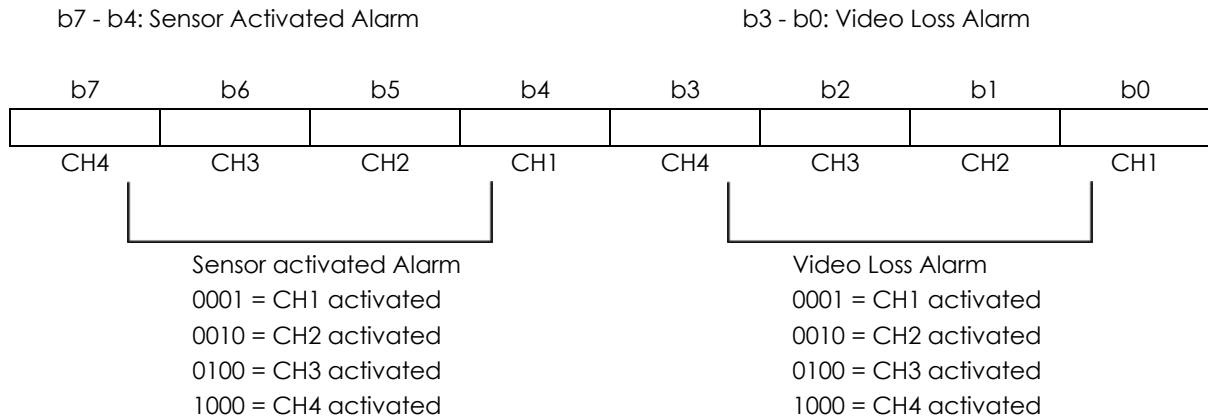 b7 - b4: Sensor Activated Alarm b3 - b0: Video Loss Alarm
b7 b6 b5 b4 b3 b2 b1 b0
CH4 CH3 CH2 CH1 CH4 CH3 CH2 CH1
Sensor activated Alarm
0001 = CH1 activated
0010 = CH2 activated
0100 = CH3 activated
1000 = CH4 activated
Video Loss Alarm
0001 = CH1 activated
0010 = CH2 activated
0100 = CH3 activated
1000 = CH4 activated